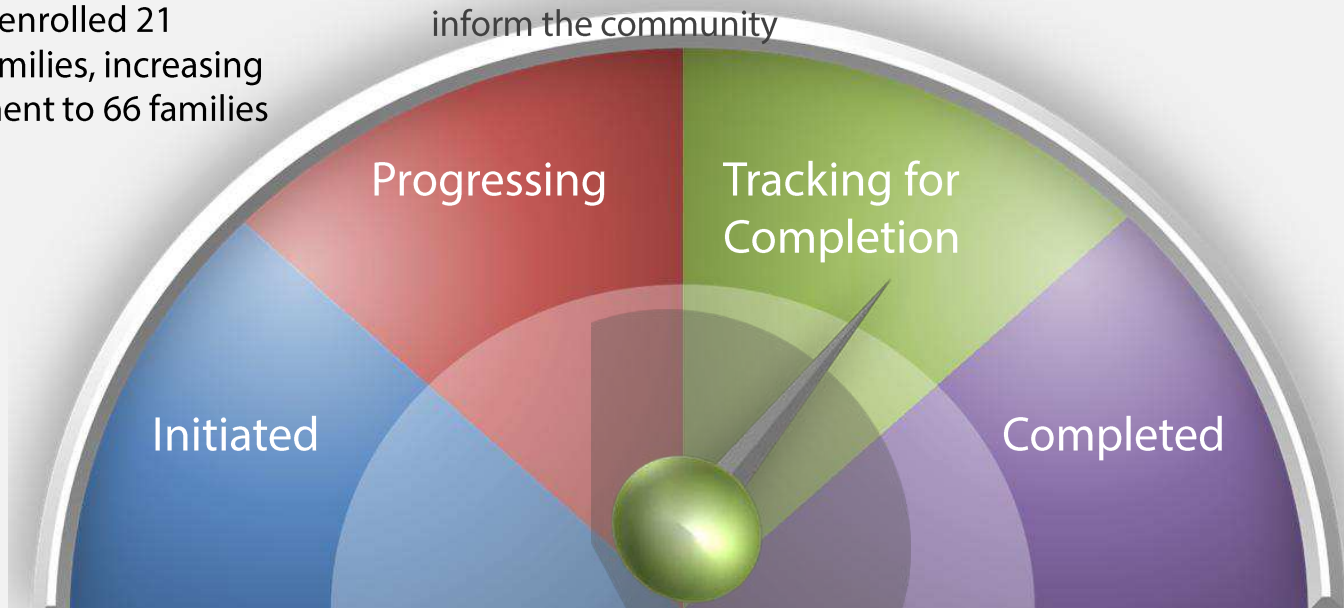 enrolled 21
milies, increasing
ent to 66 families
inform the community
Progressing
Tracking for
Completion
Initiated
Completed